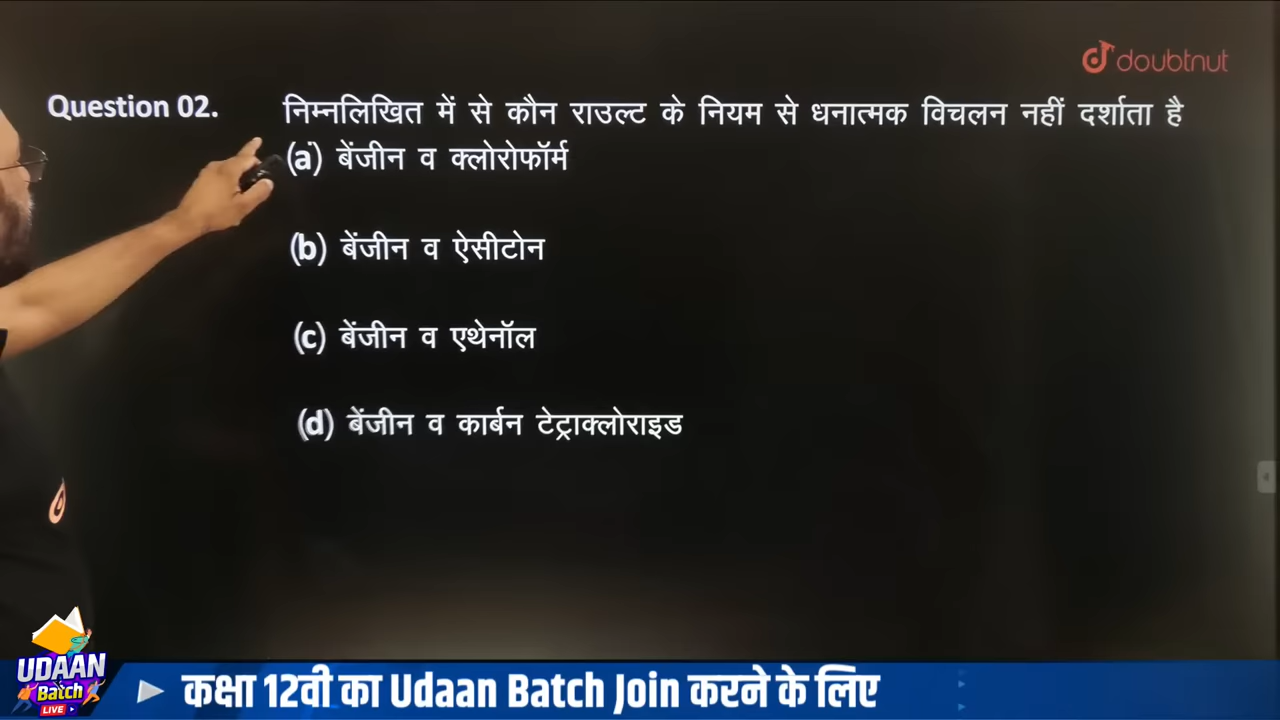 doubtnut
Question 02. निम्नलिखित में से कौन राउल्ट के नियम से धनात्मक विचलन नहीं दर्शाता है
(a) बेंजीन व क्लोरोफॉर्म
(b) बेंजीन व ऐसीटोन
(c) बेंजीन व एथेनॉल
(d) बेंजीन व कार्बन टेट्राक्लोराइड
UDAAN
Batch
LIVE
कक्षा 12वी का Udaan Batch Join करने के लिए